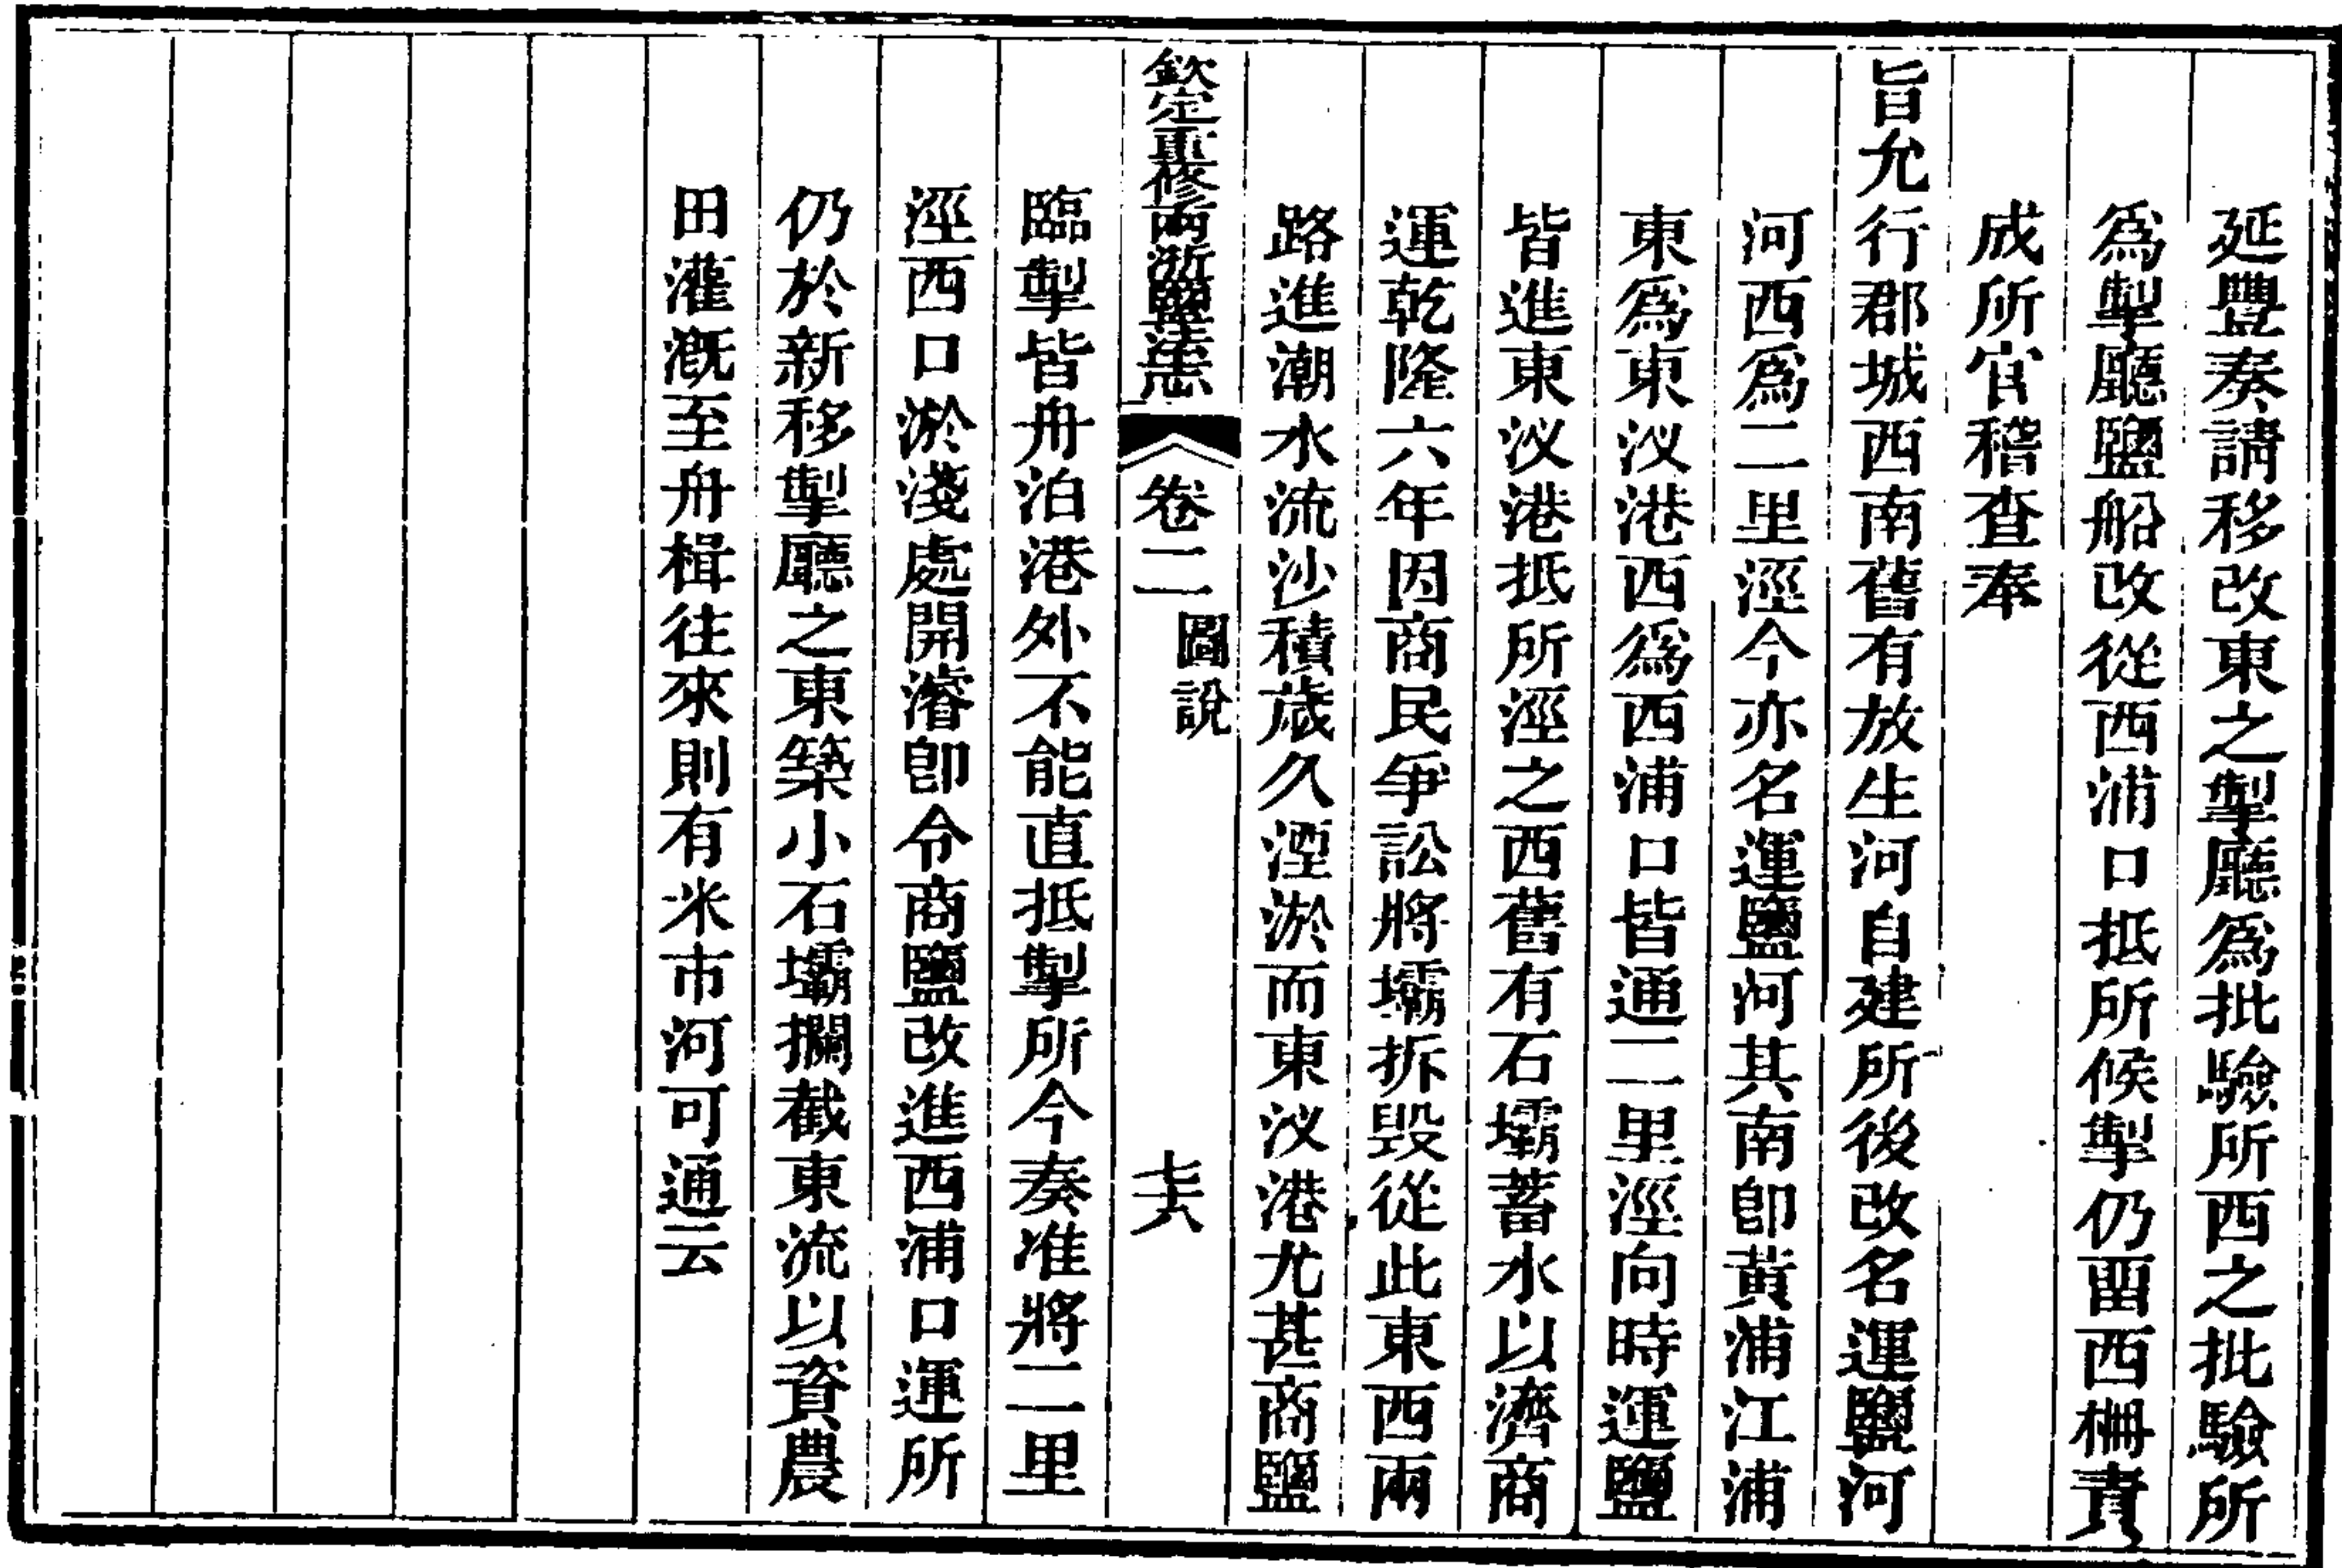 延豐奏請移改東之掣廳爲批驗所西之批驗所
爲掣廳鹽船改從西浦口抵所候掣仍畱西柵責
成所官稽查奉
旨允行郡城西南舊有放生河自建所後改名運鹽河
河西爲二里涇今亦名運鹽河其南卽黃浦江浦
東爲東汊港西爲西浦口皆通二里涇向時運鹽
皆進東汊港抵所涇之西舊有石壩蓄水以濟商
運乾隆六年因商民爭訟將壩拆毀從此東西兩
路進潮水流沙積歲久湮淤而東汊港尤甚商鹽
欽定重修兩浙鹽法志
卷二
圖說
七六
臨掣皆舟泊港外不能直抵掣所今奏准將二里
涇西口淤淺處開濬卽令商鹽改進西浦口運所
仍於新移掣廳之東築小石壩攔截東流以資農
田灌漑至舟楫往來則有米市河可通云